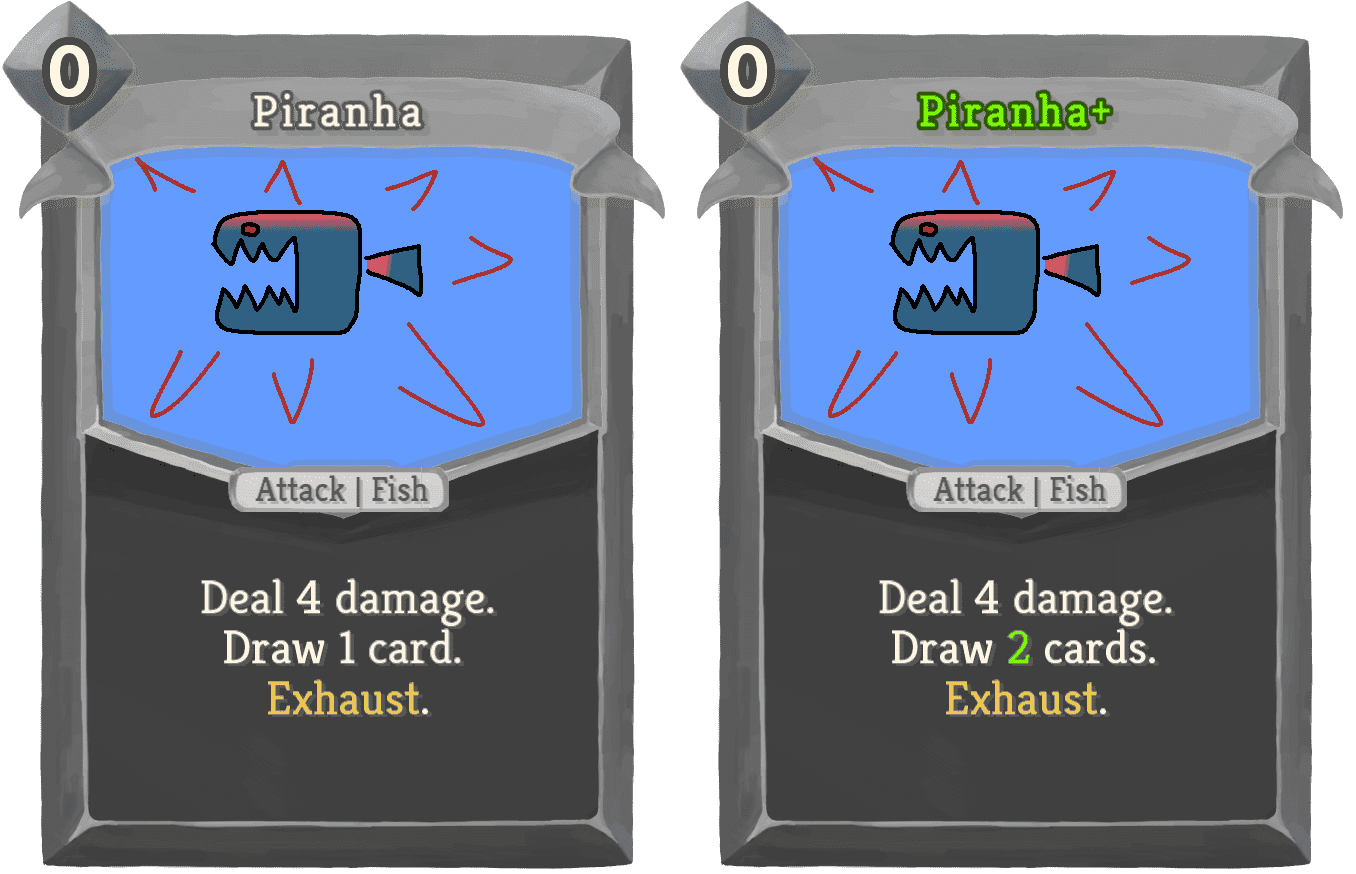 0
Piranha
Attack | Fish
Deal 4 damage.
Draw 1 card.
Exhaust.
0
Piranha+
Attack | Fish
Deal 4 damage.
Draw 2 cards.
Exhaust.